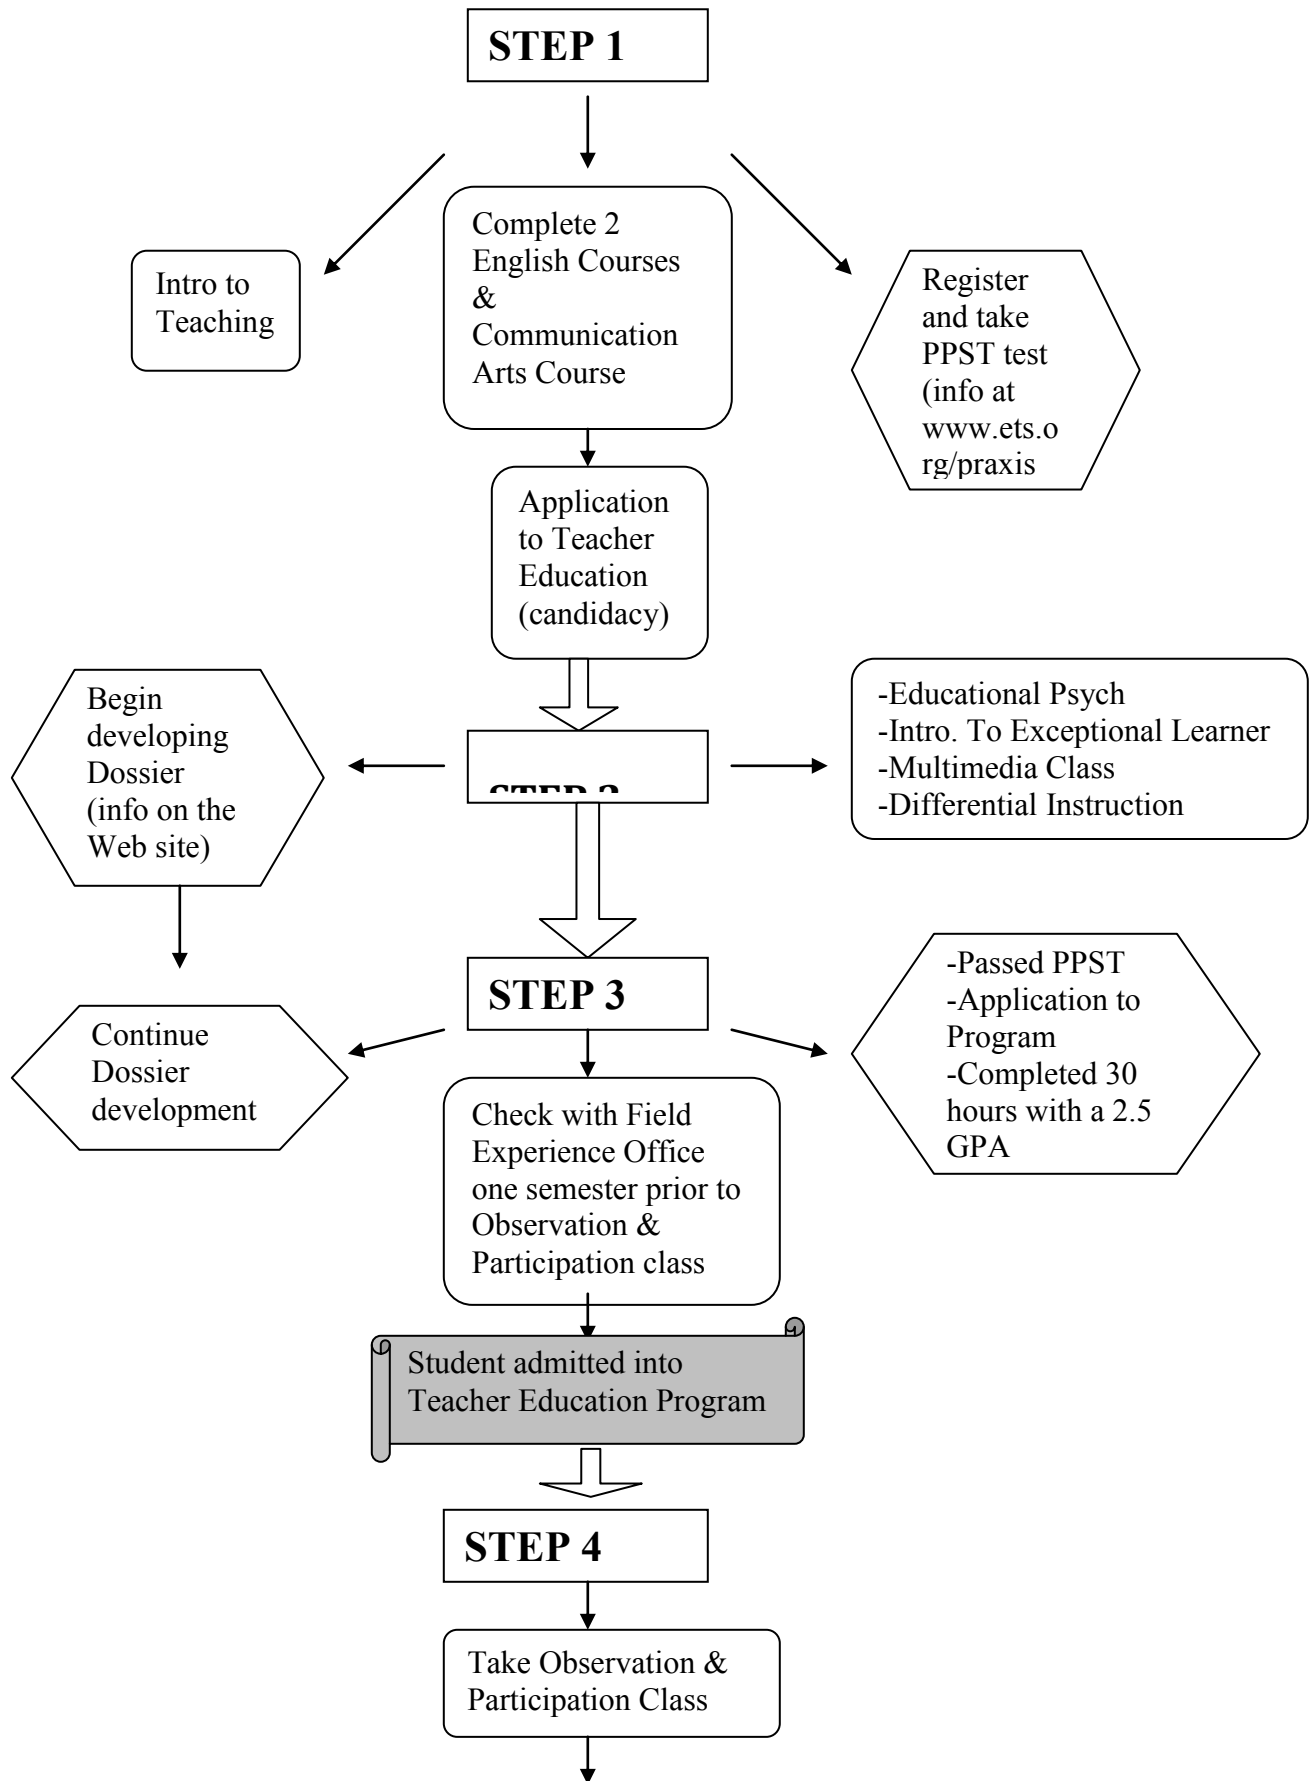 STEP 1
Intro to
Teaching
Complete 2
English Courses
&
Communication
Arts Course
Register
and take
PPST test
(info at
www.ets.o
rg/praxis
Application
to Teacher
Education
(candidacy)
Begin
developing
Dossier
(info on the
Web site)
STEP 2
-Educational Psych
-Intro. To Exceptional Learner
-Multimedia Class
-Differential Instruction
STEP 3
Continue
Dossier
development
Check with Field
Experience Office
one semester prior to
Observation &
Participation class
-Passed PPST
-Application to
Program
-Completed 30
hours with a 2.5
GPA
Student admitted into
Teacher Education Program
STEP 4
Take Observation &
Participation Class